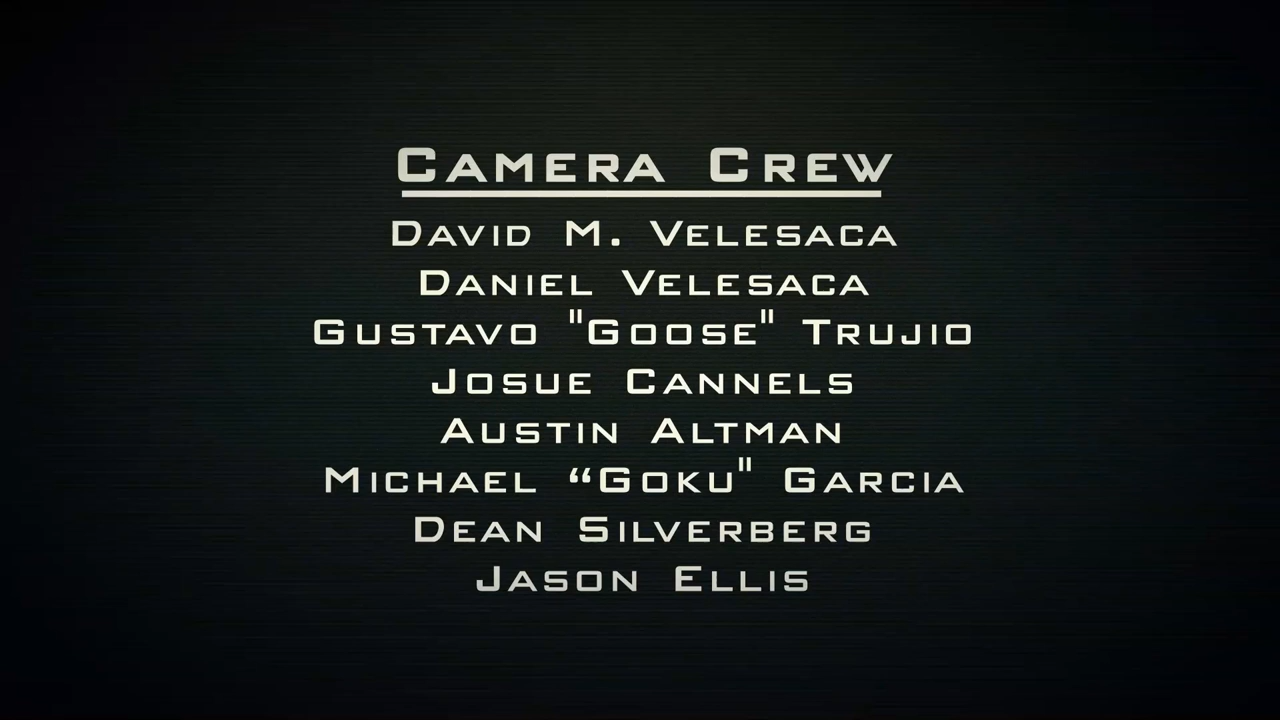 Camera Crew
David M. Velesaca
Daniel Velesaca
Gustavo "Goose" Trujio
Josue Cannels
Austin Altman
Michael “Goku" Garcia
Dean Silverberg
Jason Ellis